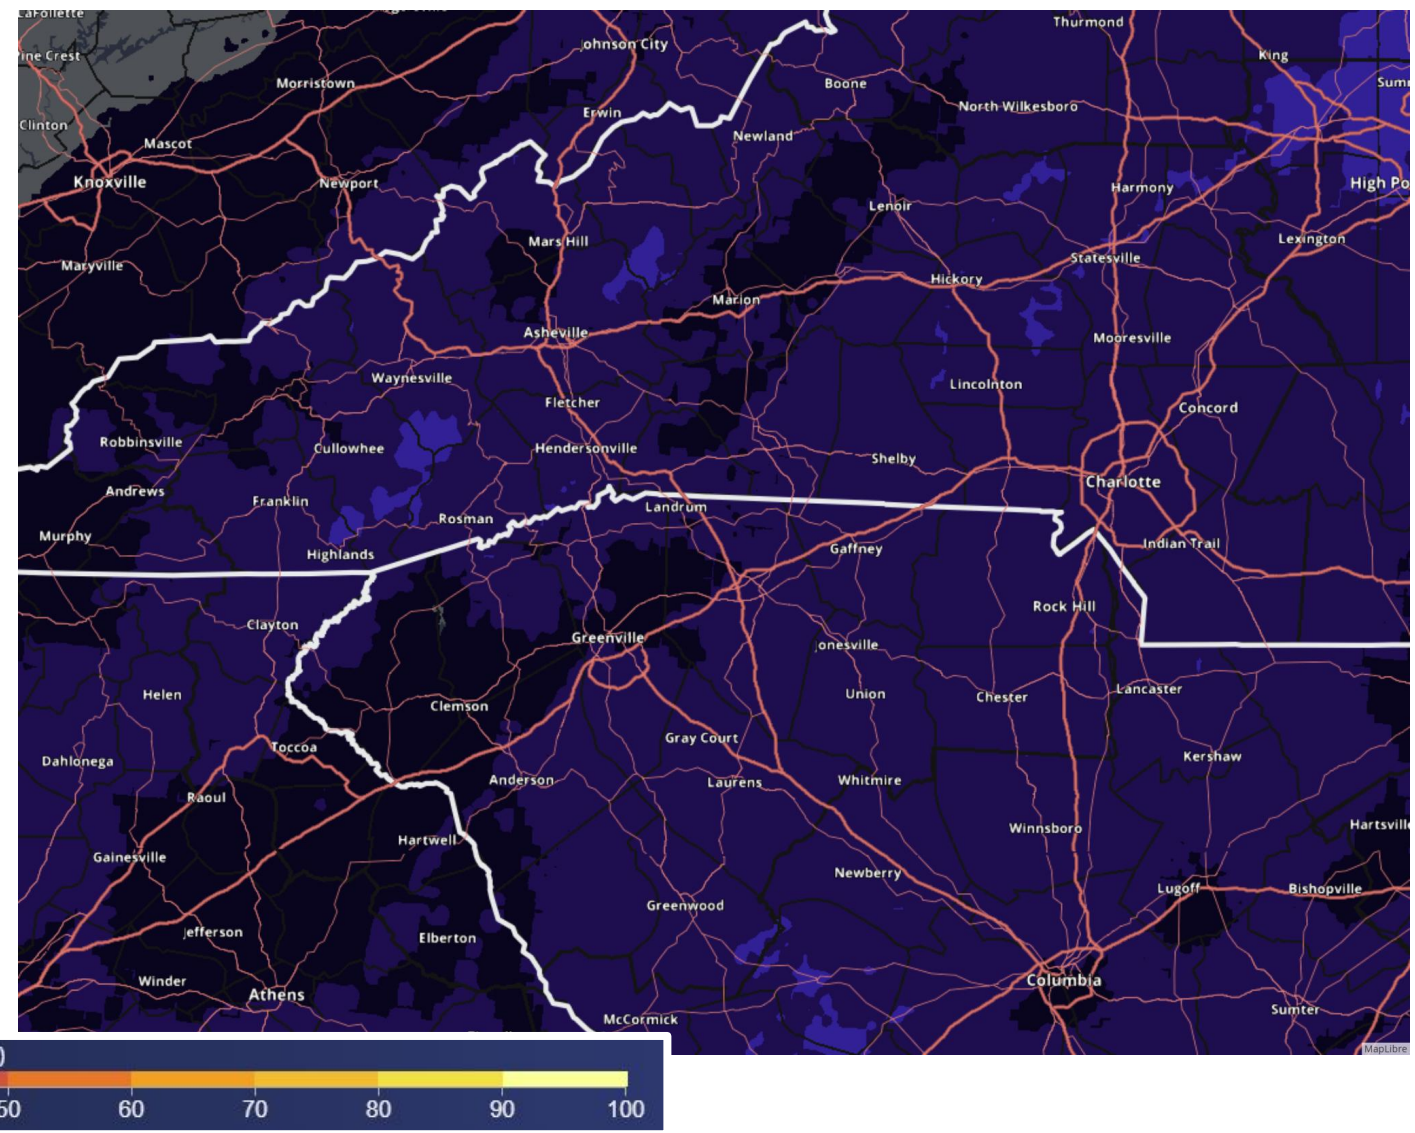 LaFollette
Thurmond
Johnson City
Pine Crest
King
Morristown
Boone
Erwin
North Wilkesboro
Clinton
Newland
Mascot
Knoxville
Newport
High Po
Harmony
Lenoir
Mars Hill
Lexington
Maryville
Statesville
Hickory
Marion
Asheville
Mooresville
Waynesville
Lincolnton
Fletcher
Concord
Robbinsville
Cullowhee
Hendersonville
Shelby
Charlotte
Andrews
Franklin
Landrum
Rosman
Murphy
Highlands
Gaffney
Indian Trail
Rock Hill
Clayton
Greenville
Jonesville
Helen
Union
Chester
Lancaster
Clemson
Toccoa
Gray Court
Dahlonega
Kershaw
Anderson
Laurens
Whitmire
Raoul
Hartwell
Winnsboro
Hartsville
Gainesville
Newberry
Lugoff
Bishopville
Greenwood
Jefferson
Elberton
Winder
Athens
Columbia
Sumter
McCormick
MapLibre
50 60 70 80 90 100